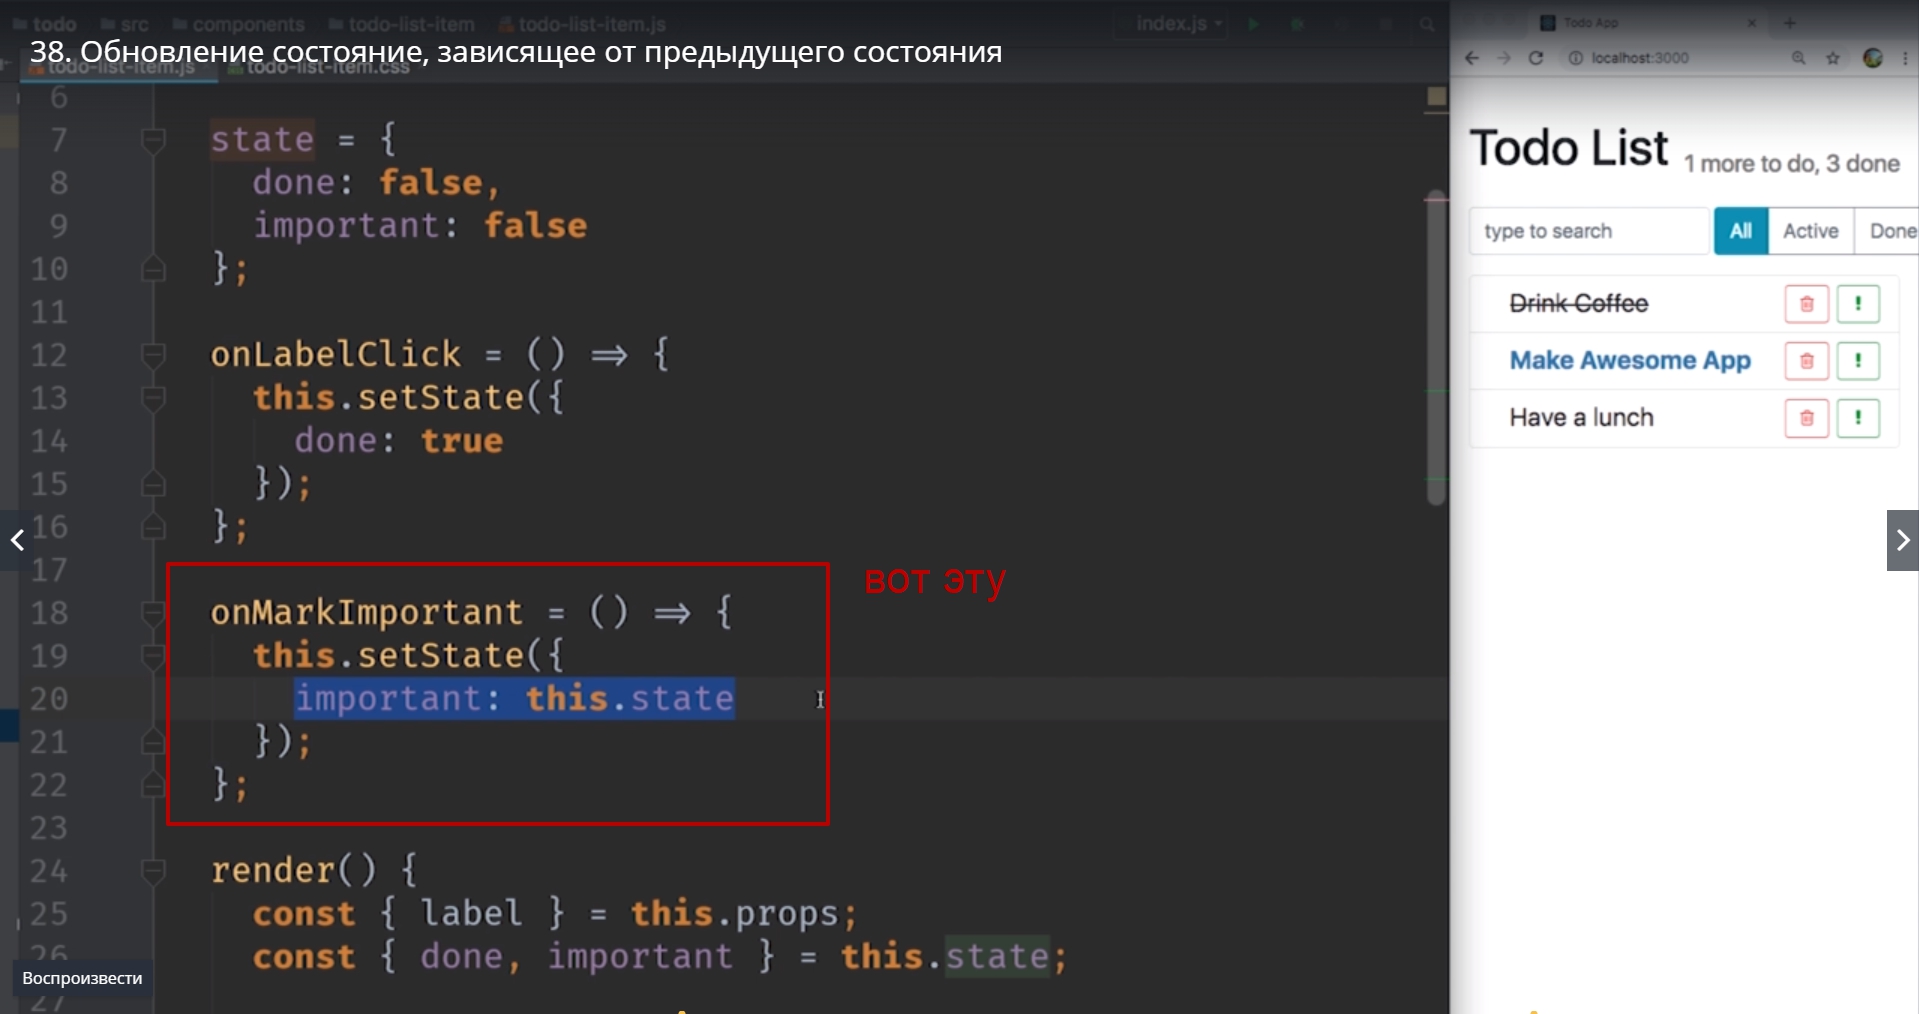 todo src components todo-list-item todo-list-item.js index.js
38. Обновление состояние, зависящее от предыдущего состояния
todo-list-item.js todo-list-item.css
6
7 state = {
8 done: false,
9 important: false
10 };
11
12 onLabelClick = () ⇒ {
13 this.setState({
14 done: true
15 });
16 };
17
18 onMarkImportant = () ⇒ {
19 this.setState({
20 important: this.state
21 });
22 };
23
24 render() {
25 const { label } = this.props;
26 const { done, important } = this.state;
27
вот эту
Воспроизвести
Todo App
localhost:3000
Todo List 1 more to do, 3 done
type to search All Active Done
Drink Coffee !
Make Awesome App !
Have a lunch !